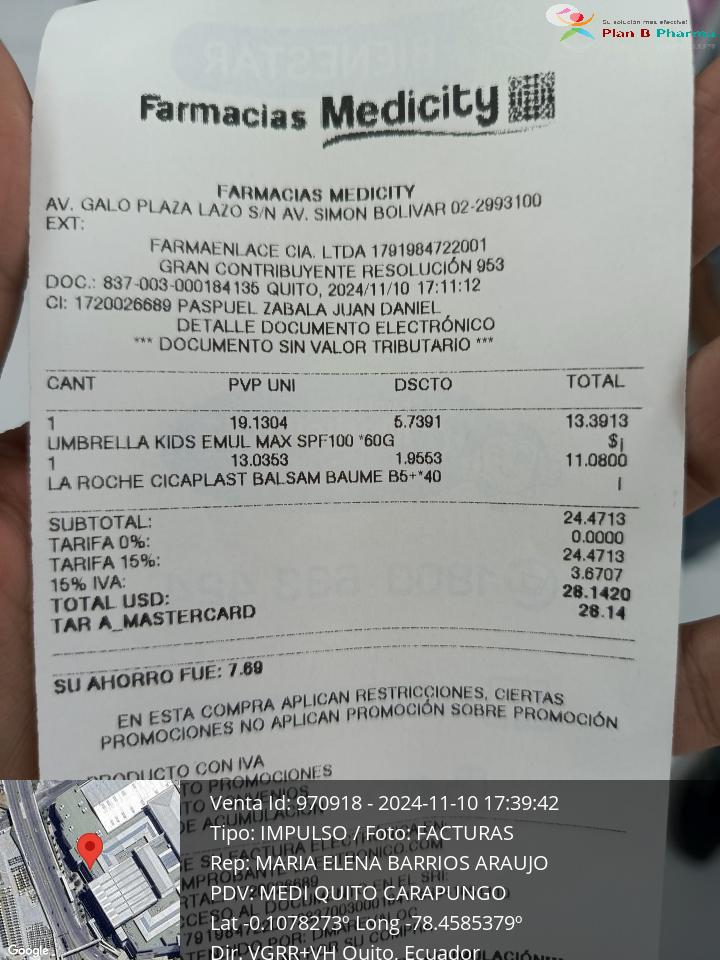 Su solución mas efectiva!
Plan B Pharma
Farmacias Medicity
FARMACIAS MEDICITY
AV. GALO PLAZA LAZO S/N AV. SIMON BOLIVAR 02-2993100
EXT:
FARMAENLACE CIA. LTDA 1791984722001
GRAN CONTRIBUYENTE RESOLUCIÓN 953
DOC.: 837-003-000184135 QUITO, 2024/11/10 17:11:12
CI: 1720026689 PASPUEL ZABALA JUAN DANIEL
DETALLE DOCUMENTO ELECTRÓNICO
*** DOCUMENTO SIN VALOR TRIBUTARIO ***
CANT PVP UNI DSCTO TOTAL
1 19.1304 5.7391 13.3913
UMBRELLA KIDS EMUL MAX SPF100 *60G $¡
1 13.0353 1.9553 11.0800
LA ROCHE CICAPLAST BALSAM BAUME B5+*40 I
SUBTOTAL: 24.4713
TARIFA 0%: 0.0000
TARIFA 15%: 24.4713
15% IVA: 3.6707
TOTAL USD: 28.1420
TAR A_MASTERCARD 28.14
SU AHORRO FUE: 7.69
EN ESTA COMPRA APLICAN RESTRICCIONES, CIERTAS
PROMOCIONES NO APLICAN PROMOCIÓN SOBRE PROMOCIÓN
PRODUCTO CON IVA
TO PROMOCIONES
Venta Id: 970918 - 2024-11-10 17:39:42
Tipo: IMPULSO / Foto: FACTURAS
Rep: MARIA ELENA BARRIOS ARAUJO
PDV: MEDI QUITO CARAPUNGO
Lat -0.1078273º Long -78.4585379º
Dir. VGRR+VH Quito, Ecuador
Google